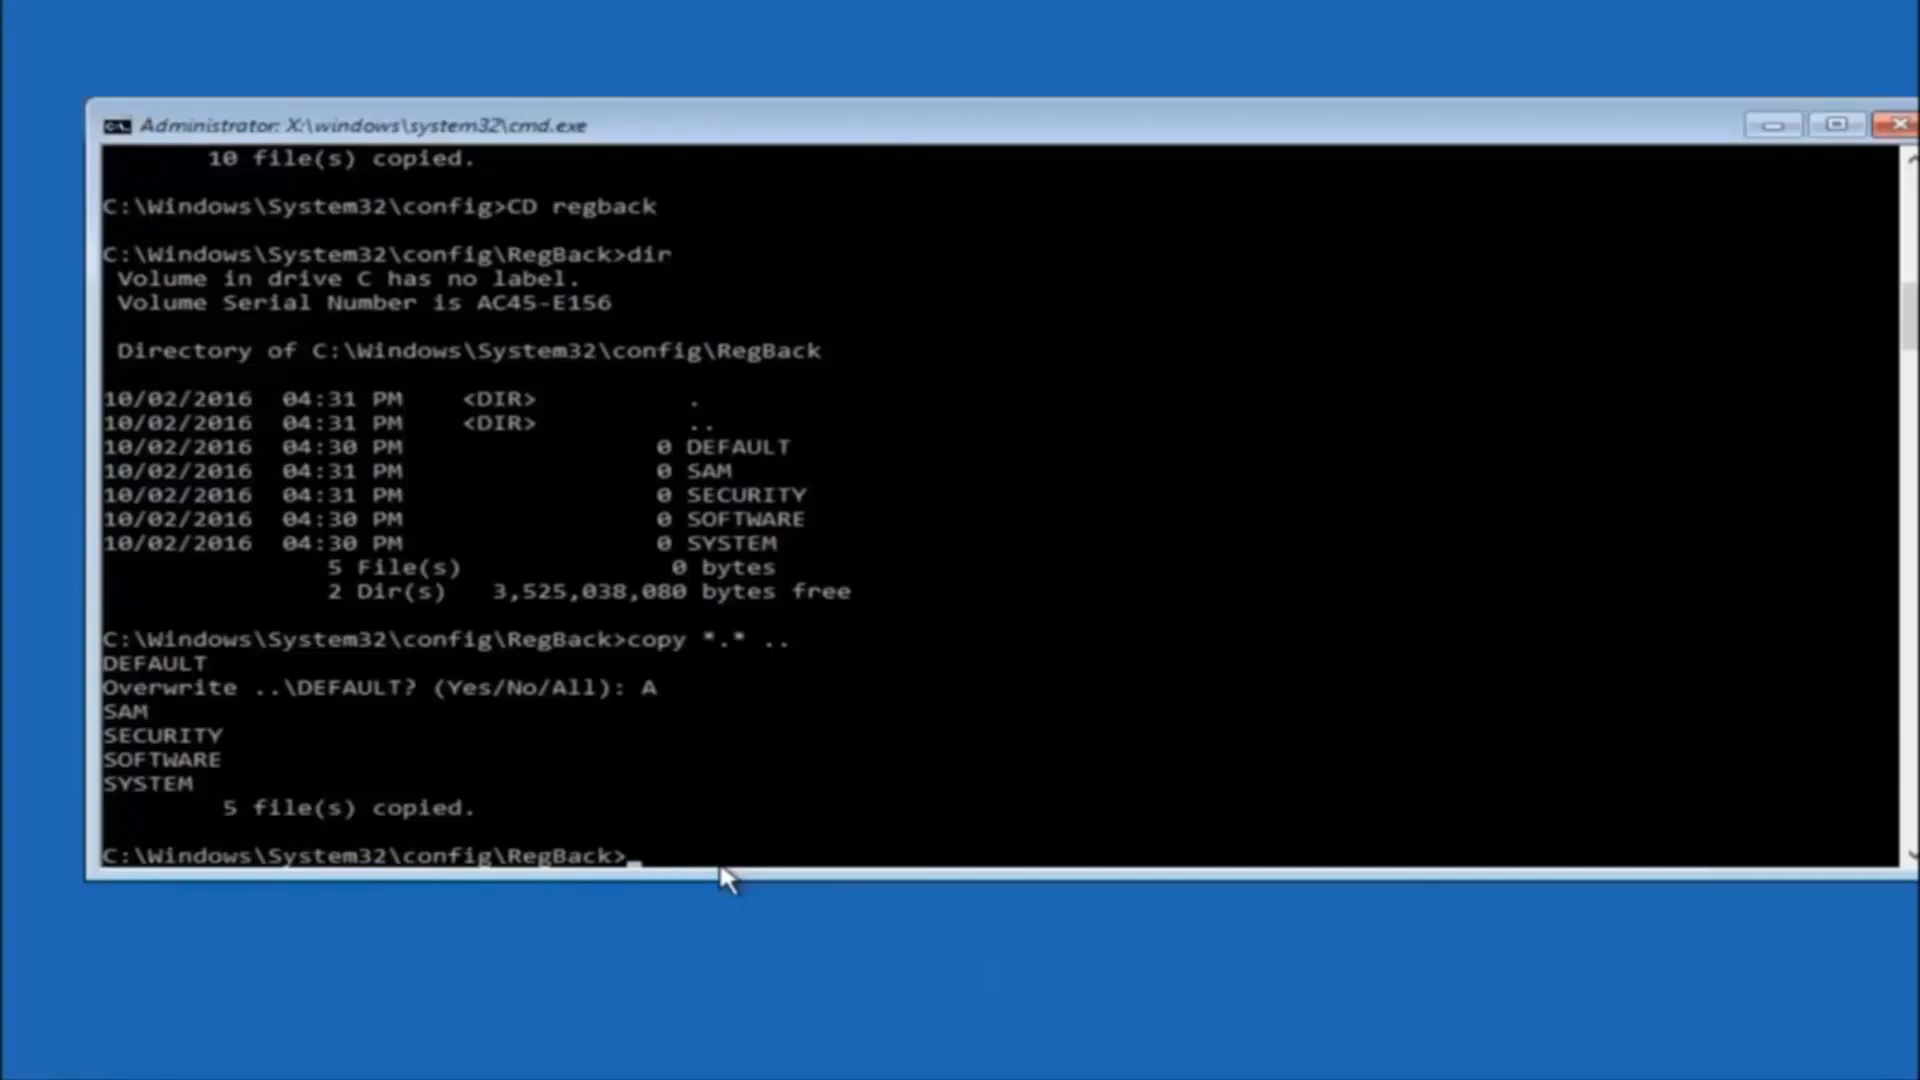 Administrator: X:\windows\system32\cmd.exe
10 file(s) copied.
C:\Windows\System32\config>CD regback
C:\Windows\System32\config\RegBack>dir
Volume in drive C has no label.
Volume Serial Number is AC45-E156
Directory of C:\Windows\System32\config\RegBack
10/02/2016  04:31 PM    <DIR>          .
10/02/2016  04:31 PM    <DIR>          ..
10/02/2016  04:30 PM                 0 DEFAULT
10/02/2016  04:31 PM                 0 SAM
10/02/2016  04:31 PM                 0 SECURITY
10/02/2016  04:30 PM                 0 SOFTWARE
10/02/2016  04:30 PM                 0 SYSTEM
5 File(s)              0 bytes
2 Dir(s)   3,525,038,080 bytes free
C:\Windows\System32\config\RegBack>copy *.* ..
DEFAULT
Overwrite ..\DEFAULT? (Yes/No/All): A
SAM
SECURITY
SOFTWARE
SYSTEM
5 file(s) copied.
C:\Windows\System32\config\RegBack>_